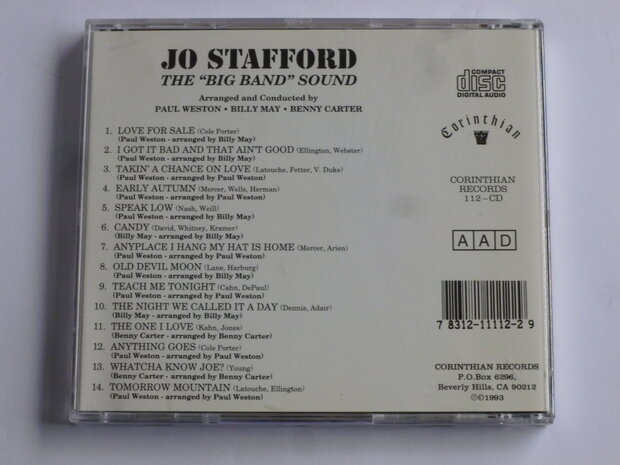 JO STAFFORD
THE "BIG BAND" SOUND
Arranged and Conducted by
PAUL WESTON • BILLY MAY • BENNY CARTER
1. LOVE FOR SALE (Cole Porter)
(Paul Weston - arranged by Billy May)
2. I GOT IT BAD AND THAT AIN'T GOOD (Ellington, Webster)
(Paul Weston - arranged by Billy May)
3. TAKIN' A CHANCE ON LOVE (Latouche, Fetter, V. Duke)
(Paul Weston - arranged by Paul Weston)
4. EARLY AUTUMN (Mercer, Wells, Herman)
(Paul Weston - arranged by Paul Weston)
5. SPEAK LOW (Nash, Weill)
(Paul Weston - arranged by Billy May)
6. CANDY (David, Whitney, Kramer)
(Billy May - arranged by Billy May)
7. ANYPLACE I HANG MY HAT IS HOME (Mercer, Arlen)
(Paul Weston - arranged by Paul Weston)
8. OLD DEVIL MOON (Lane, Harburg)
(Paul Weston - arranged by Billy May)
9. TEACH ME TONIGHT (Cahn, DePaul)
(Paul Weston - arranged by Paul Weston)
10. THE NIGHT WE CALLED IT A DAY (Dennis, Adair)
(Billy May - arranged by Billy May)
11. THE ONE I LOVE (Kahn, Jones)
(Benny Carter - arranged by Benny Carter)
12. ANYTHING GOES (Cole Porter)
(Paul Weston - arranged by Paul Weston)
13. WHATCHA KNOW JOE? (Young)
(Benny Carter - arranged by Benny Carter)
14. TOMORROW MOUNTAIN (Latouche, Ellington)
(Paul Weston - arranged by Paul Weston)
COMPACT
disc
DIGITAL AUDIO
Corinthian
CORINTHIAN
RECORDS
112-CD
A A D
7 8312-11112-2 9
CORINTHIAN RECORDS
P.O.Box 6296,
Beverly Hills, CA 90212
℗©1993